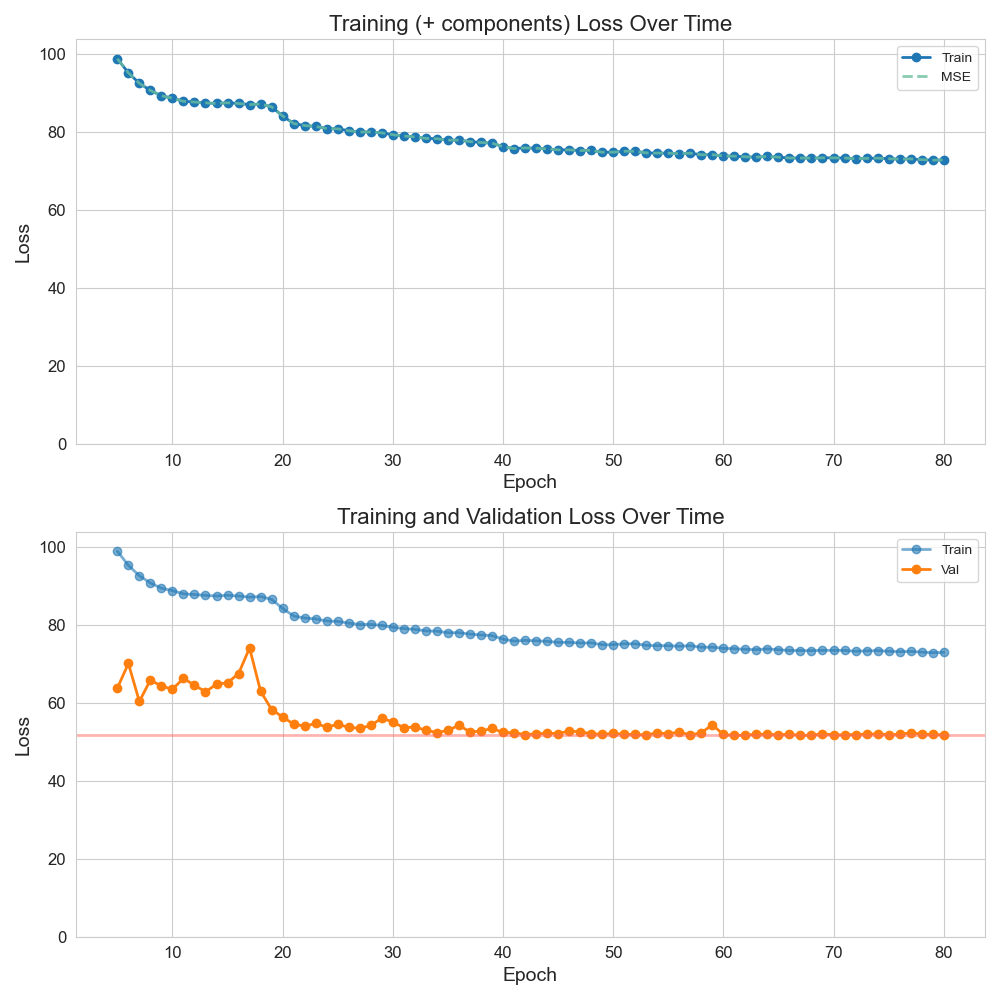 Training (+ components) Loss Over Time
100
80
60
40
20
0
Loss
Train
MSE
10 20 30 40 50 60 70 80
Epoch
Training and Validation Loss Over Time
100
80
60
40
20
0
Loss
Train
Val
10 20 30 40 50 60 70 80
Epoch